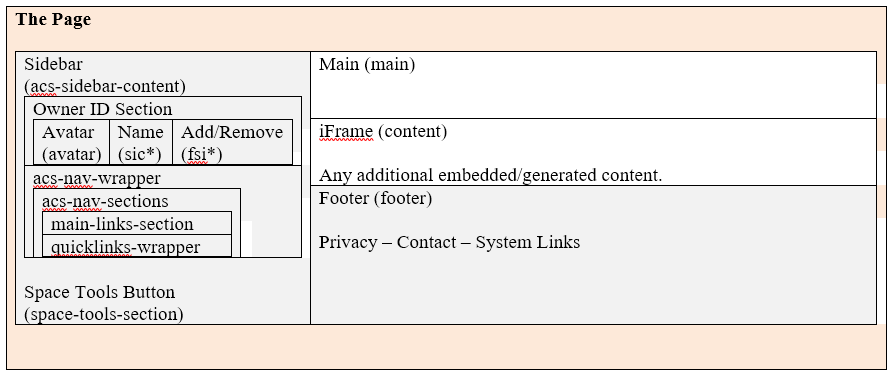 The Page
Sidebar
(acs-sidebar-content)
Owner ID Section
Avatar
(avatar)
Name
(sic*)
Add/Remove
(fsi*)
acs-nav-wrapper
acs-nav-sections
main-links-section
quicklinks-wrapper
Space Tools Button
(space-tools-section)
Main (main)
iFrame (content)
Any additional embedded/generated content.
Footer (footer)
Privacy – Contact – System Links